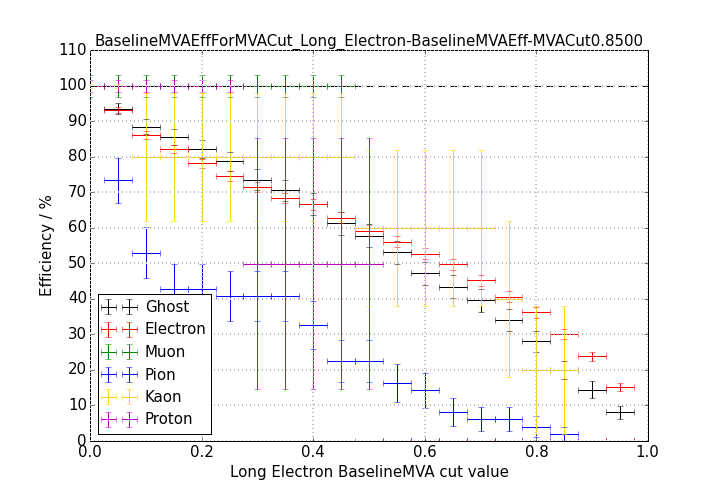 BaselineMVAEffForMVACut_Long_Electron-BaselineMVAEff-MVACut0.8500
110
100
90
80
70
60
50
40
30
20
10
0
Efficiency / %
Ghost
Electron
Muon
Pion
Kaon
Proton
0.0 0.2 0.4 0.6 0.8 1.0
Long Electron BaselineMVA cut value